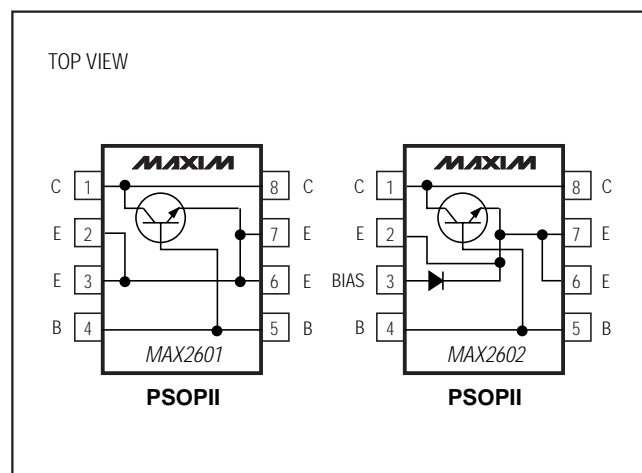 TOP VIEW
MAXIM MAXIM
C 1 8 C C 1 8 C
E 2 7 E E 2 7 E
E 3 6 E BIAS 3 6 E
B 4 5 B B 4 5 B
MAX2601 MAX2602
PSOPII PSOPII